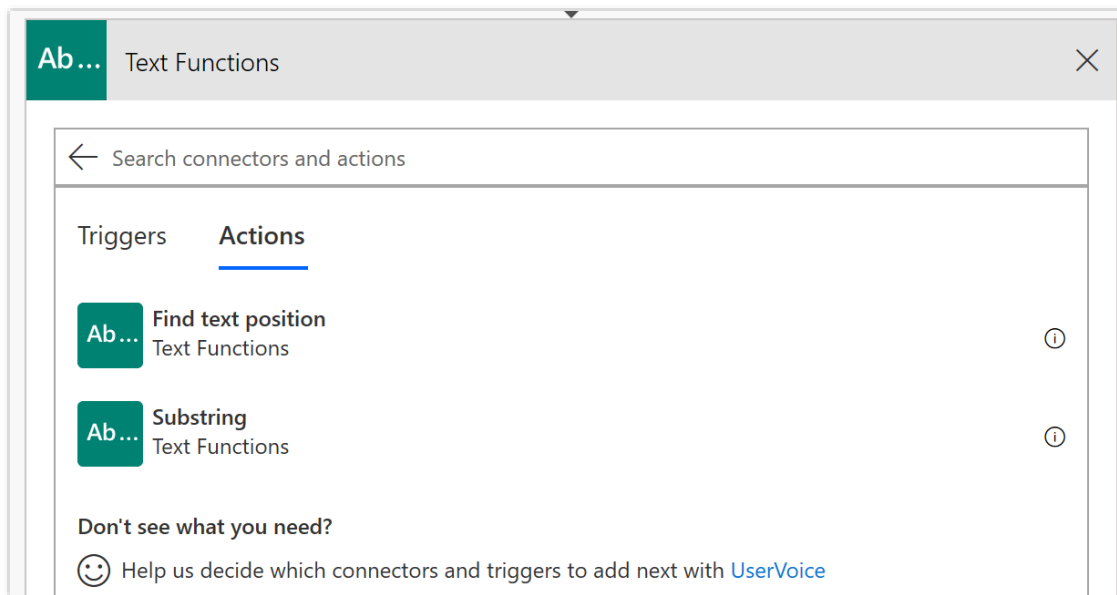 Ab...
Text Functions
Search connectors and actions
Triggers Actions
Ab...
Find text position
Text Functions
Ab...
Substring
Text Functions
Don't see what you need?
Help us decide which connectors and triggers to add next with UserVoice